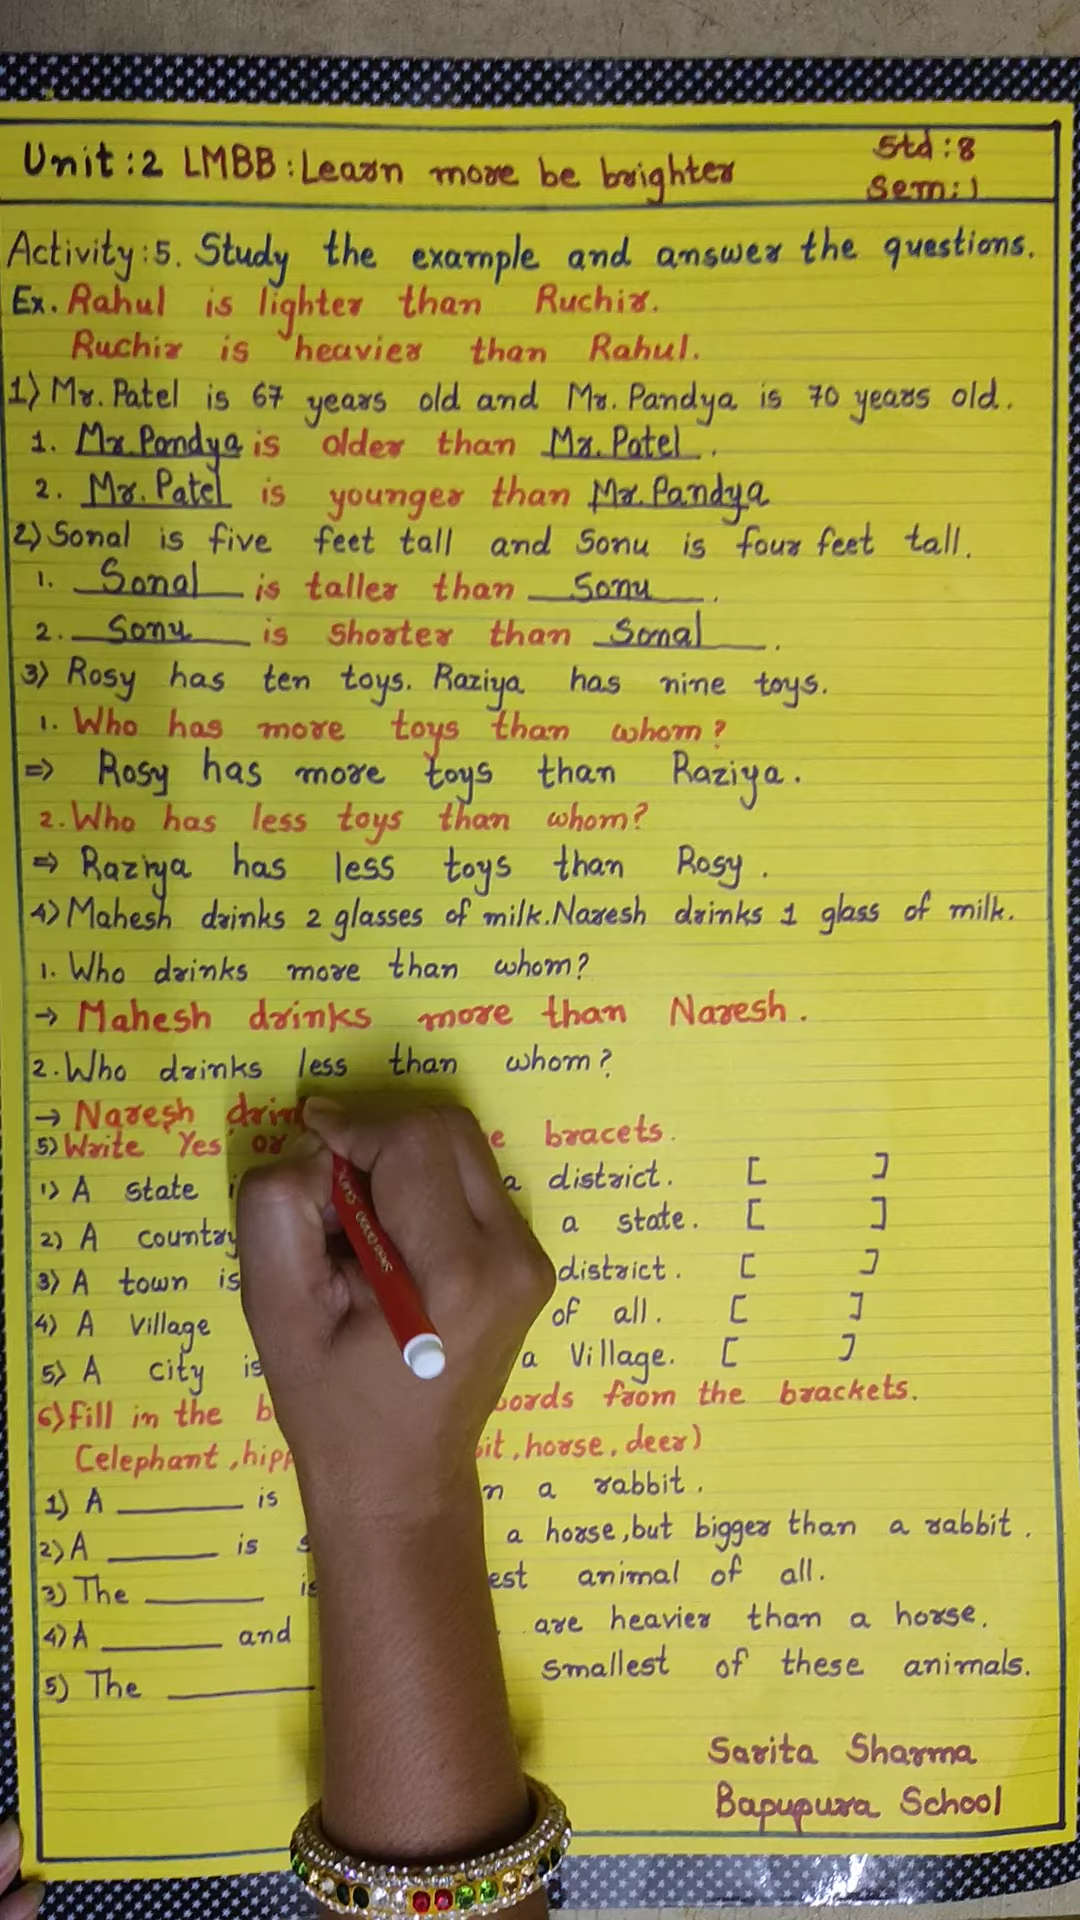 Unit:2 LMBB:Learn more be brighter
Std:8
Sem:1
Activity:5. Study the example and answer the questions.
Ex. Rahul is lighter than Ruchir.
Ruchir is heavier than Rahul.
1) Mr. Patel is 67 years old and Mr. Pandya is 70 years old.
1. Mr. Pandya is older than Mr. Patel.
2. Mr. Patel is younger than Mr. Pandya
2) Sonal is five feet tall and Sonu is four feet tall.
1. Sonal is taller than Sonu.
2. Sonu is shorter than Sonal.
3) Rosy has ten toys. Raziya has nine toys.
1. Who has more toys than whom?
⇒ Rosy has more toys than Raziya.
2. Who has less toys than whom?
⇒ Raziya has less toys than Rosy.
4) Mahesh drinks 2 glasses of milk. Naresh drinks 1 glass of milk.
1. Who drinks more than whom?
→ Mahesh drinks more than Naresh.
2. Who drinks less than whom?
→ Naresh
5) Write 'Yes' or bracets.
1) A state a district. [ ]
2) A country a state. [ ]
3) A town is district. [ ]
4) A Village of all. [ ]
5) A city is a Village. [ ]
6) Fill in the from the brackets.
(elephant, horse, deer)
1) A ____ is a rabbit.
2) A ____ is a horse, but bigger than a rabbit.
3) The ____ animal of all.
4) A ____ and are heavier than a horse.
5) The ____ smallest of these animals.
Sarita Sharma
Bapupura School